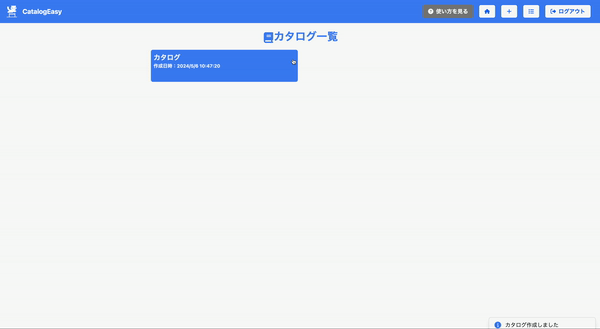 CatalogEasy
使い方を見る
ログアウト
カタログ一覧
カタログ
作成日時：2024/5/6 10:47:20
カタログ作成しました